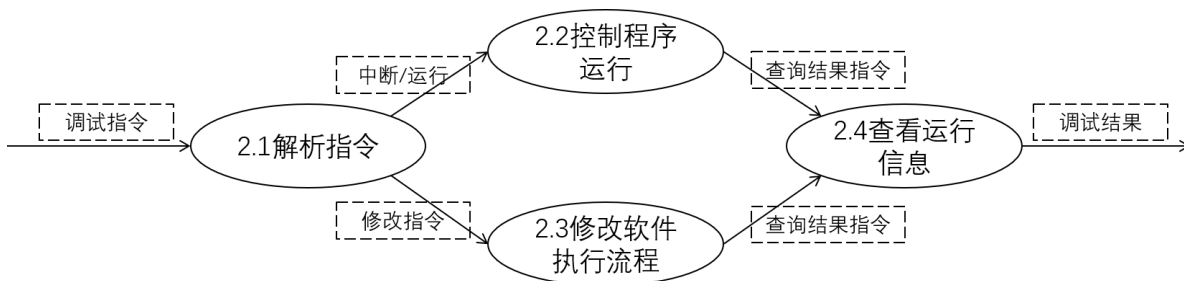 2.2控制程序
运行
中断/运行
查询结果指令
调试指令
2.1解析指令
2.4查看运行
信息
调试结果
修改指令
2.3修改软件
执行流程
查询结果指令